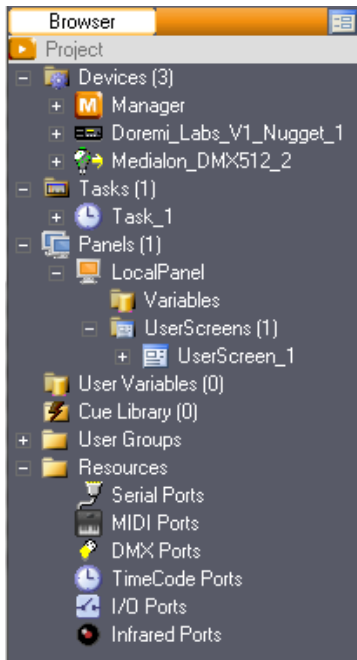 Browser
Project
Devices (3)
M Manager
Doremi_Labs_V1_Nugget_1
Medialon_DMX512_2
Tasks (1)
Task_1
Panels (1)
LocalPanel
Variables
UserScreens (1)
UserScreen_1
User Variables (0)
Cue Library (0)
User Groups
Resources
Serial Ports
MIDI Ports
DMX Ports
TimeCode Ports
I/O Ports
Infrared Ports